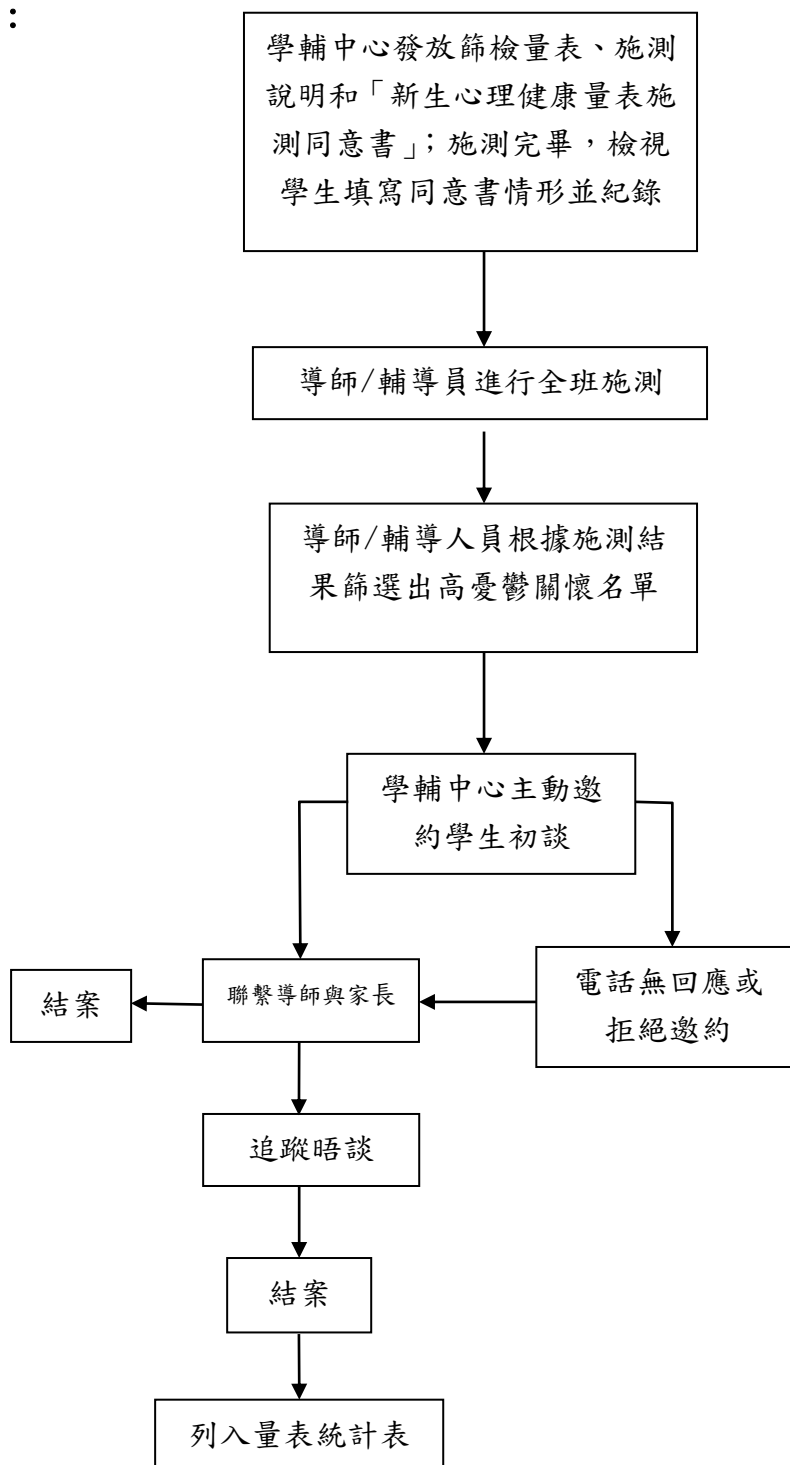 ：
學輔中心發放篩檢量表、施測
說明和「新生心理健康量表施
測同意書」；施測完畢，檢視
學生填寫同意書情形並紀錄
導師/輔導員進行全班施測
導師/輔導人員根據施測結
果篩選出高憂鬱關懷名單
學輔中心主動邀
約學生初談
結案
聯繫導師與家長
電話無回應或
拒絕邀約
追蹤晤談
結案
列入量表統計表